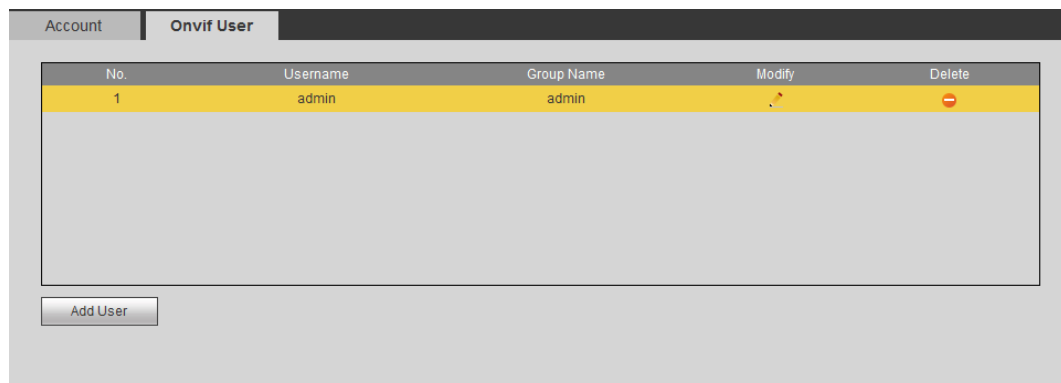 Account Onvif User
No. Username Group Name Modify Delete
1 admin admin
Add User